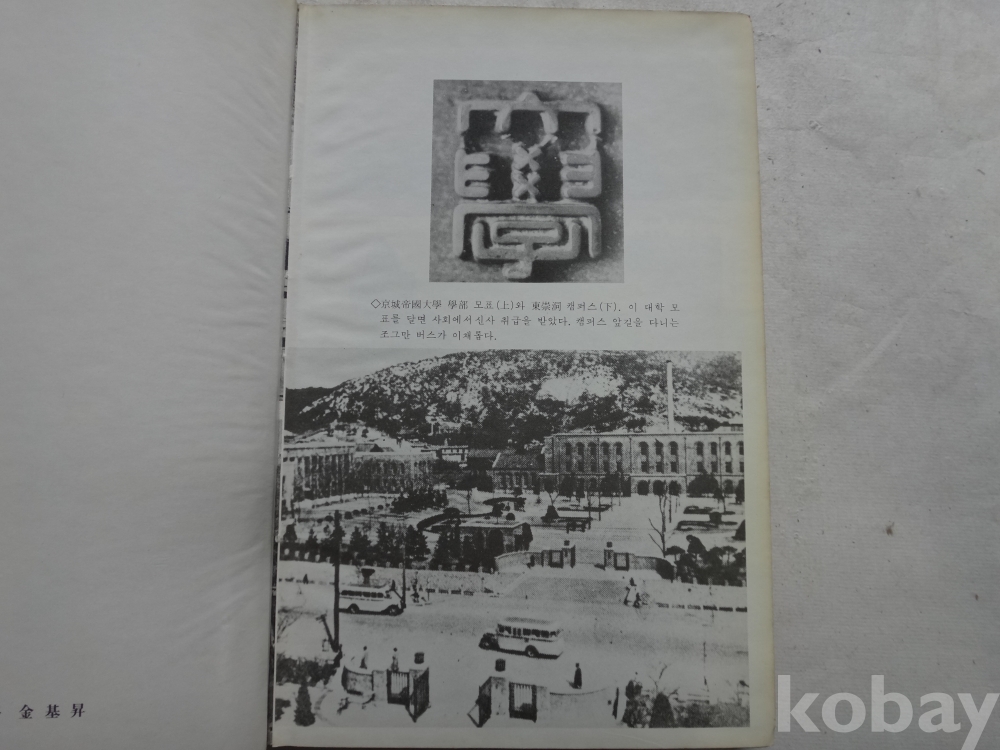 ◇京城帝國大學 學部 모표(上)와 東崇洞 캠퍼스(下). 이 대학 모
표를 달면 사회에서 신사 취급을 받았다. 캠퍼스 앞길을 다니는
조그만 버스가 이채롭다.
金基昇
kobay